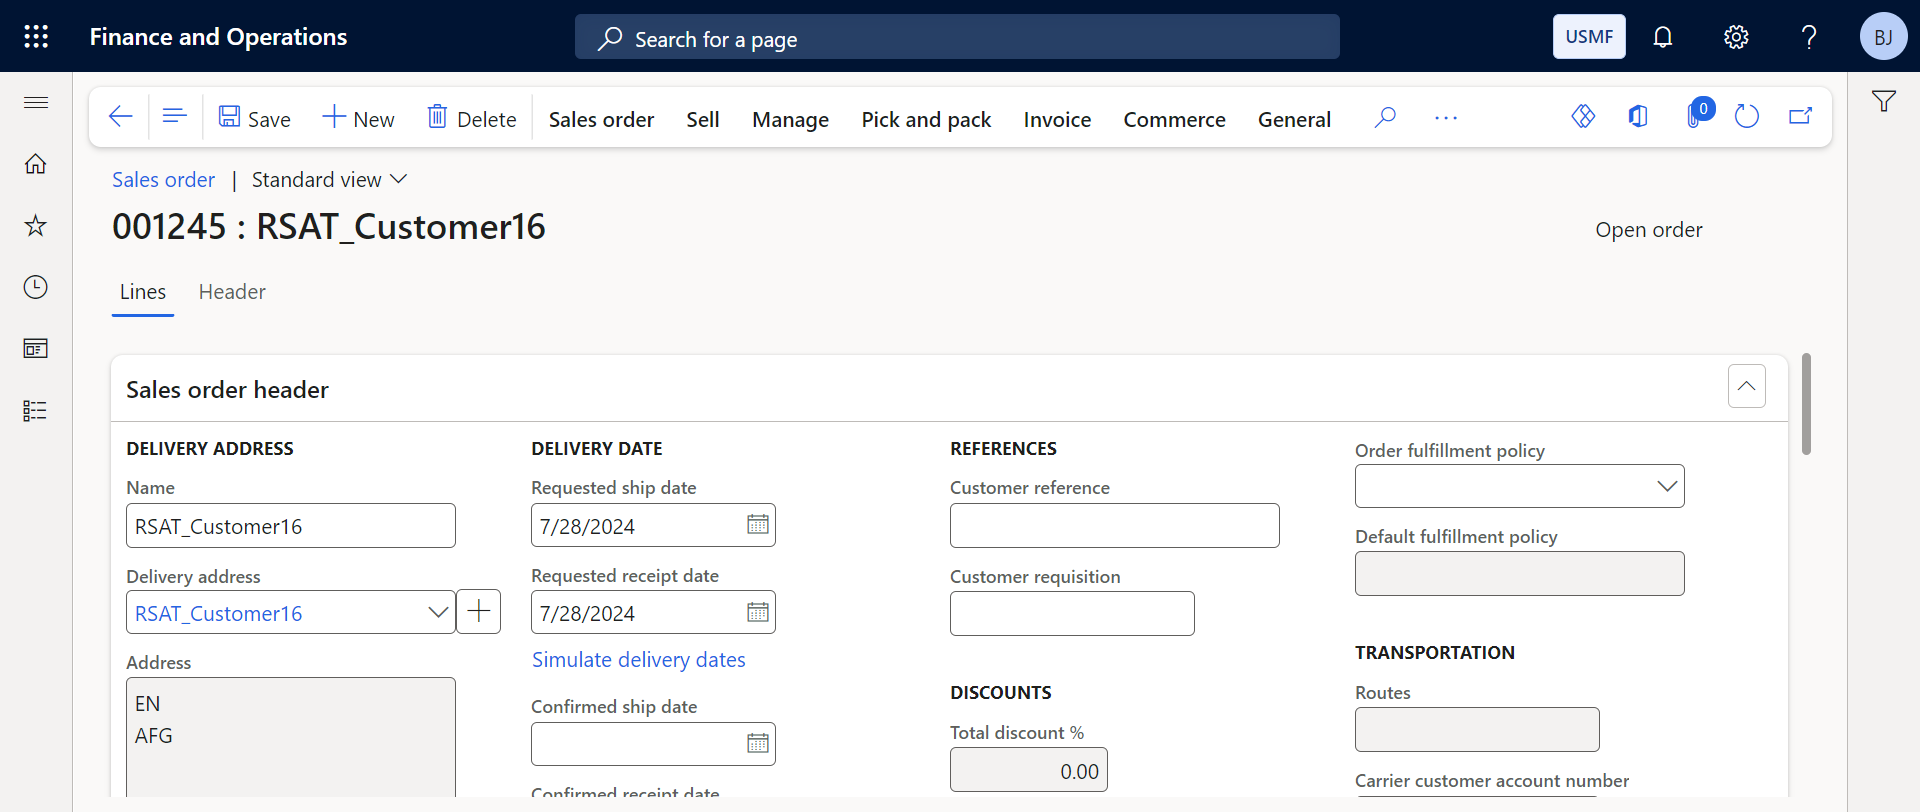 Finance and Operations
Search for a page
USMF
BJ
Save
New
Delete
Sales order
Sell
Manage
Pick and pack
Invoice
Commerce
General
0
Sales order | Standard view
001245 : RSAT_Customer16
Open order
Lines
Header
Sales order header
DELIVERY ADDRESS
Name
RSAT_Customer16
Delivery address
RSAT_Customer16
Address
EN
AFG
DELIVERY DATE
Requested ship date
7/28/2024
Requested receipt date
7/28/2024
Simulate delivery dates
Confirmed ship date
Confirmed receipt date
REFERENCES
Customer reference
Customer requisition
DISCOUNTS
Total discount %
0.00
Order fulfillment policy
Default fulfillment policy
TRANSPORTATION
Routes
Carrier customer account number